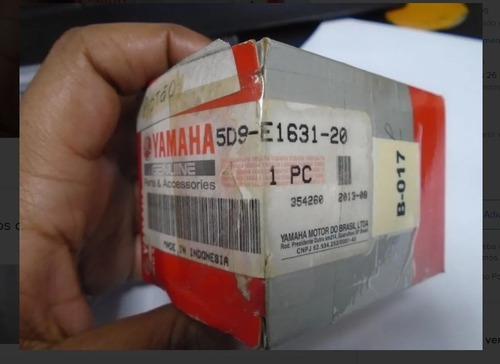 YAMAHA
GENUINE
Parts & Accessories
MADE IN INDONESIA
5D9-E1631-20
1 PC
354260 2013-08
YAMAHA MOTOR DO BRASIL LTDA
B-017